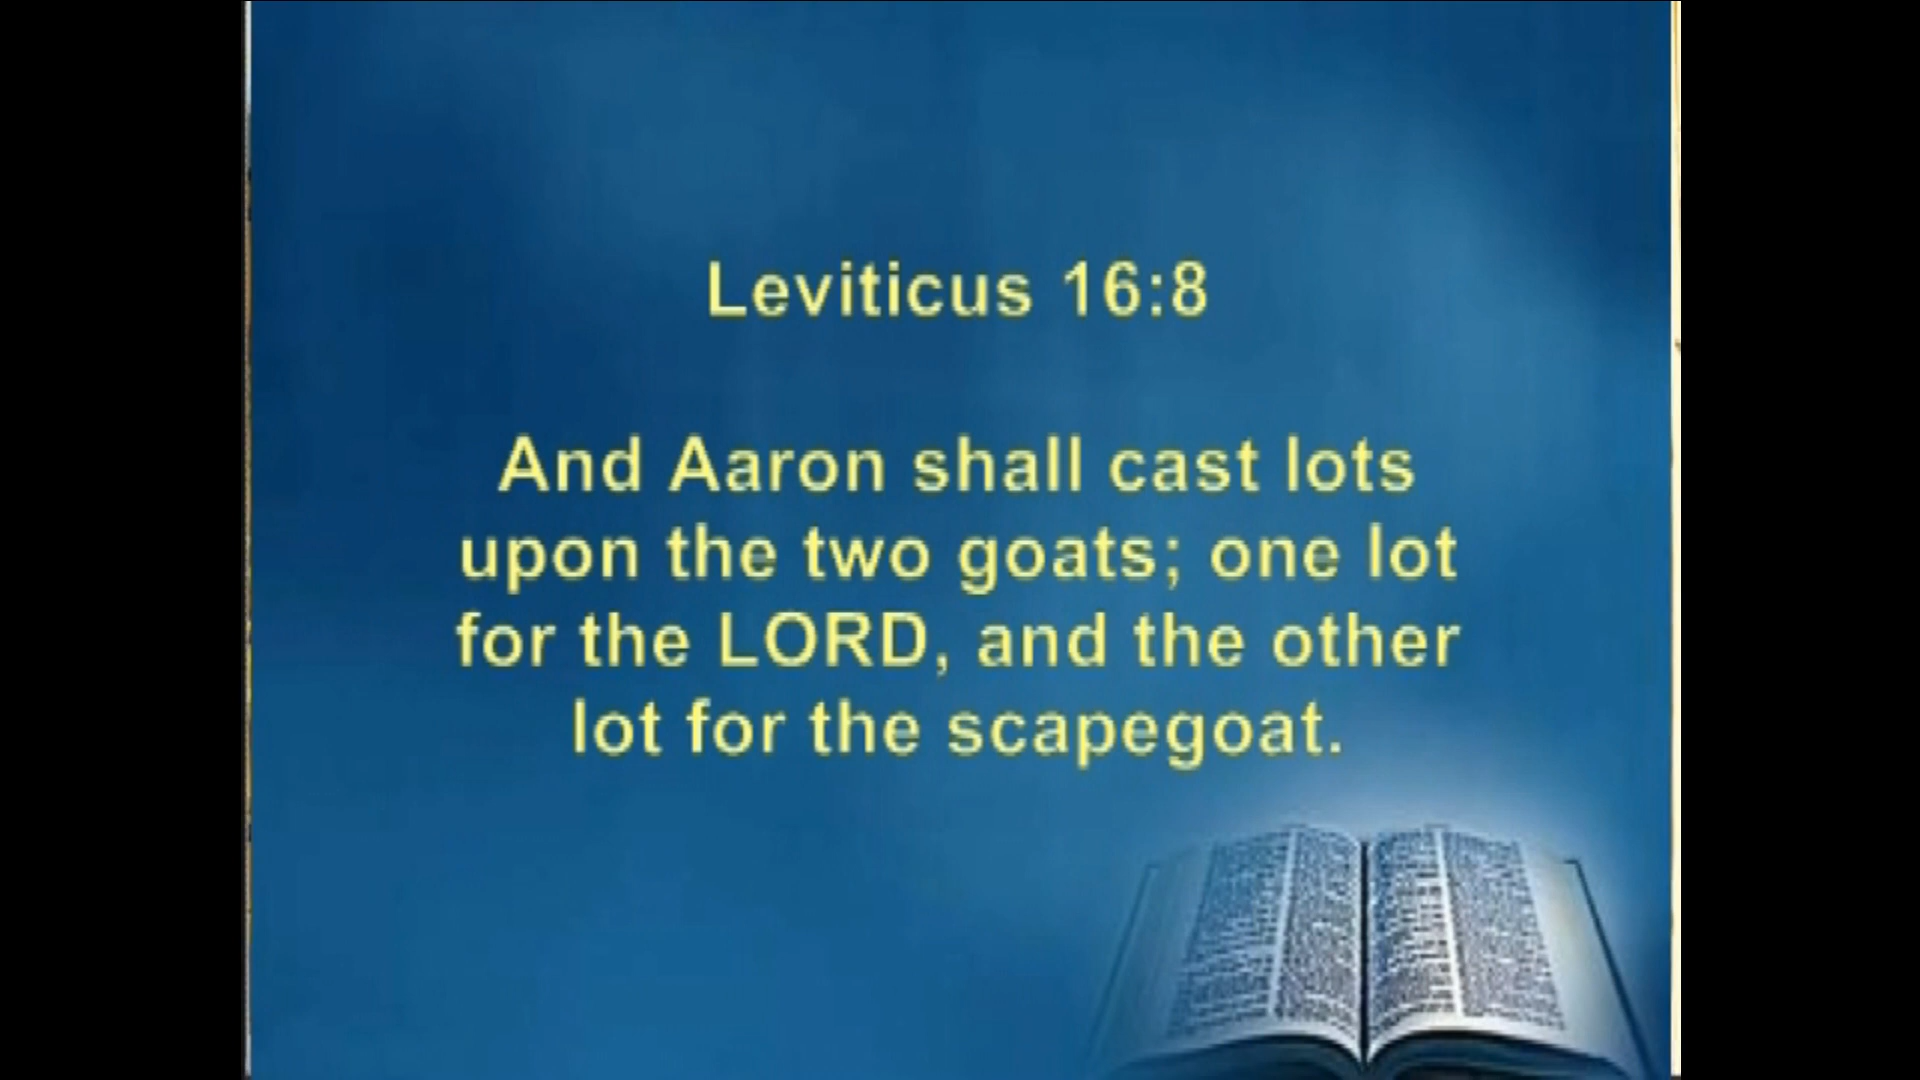 Leviticus 16:8
And Aaron shall cast lots
upon the two goats; one lot
for the LORD, and the other
lot for the scapegoat.